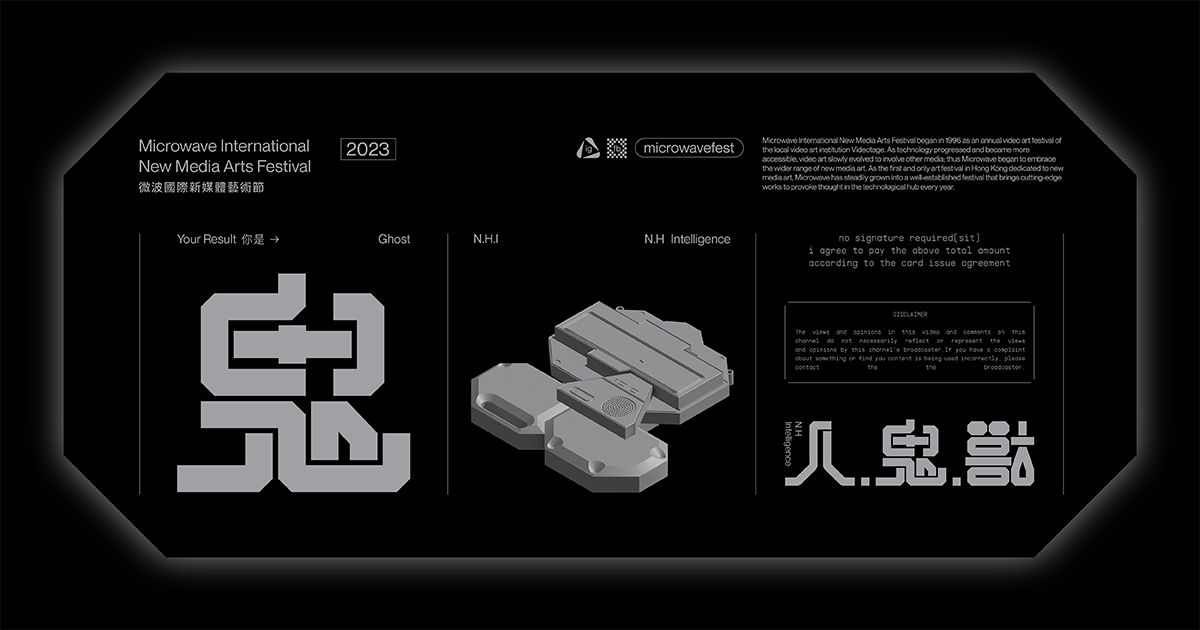 Microwave International
New Media Arts Festival
微波國際新媒體藝術節
2023
ig
fb
microwavefest
Microwave International New Media Arts Festival began in 1996 as an annual video art festival of
the local video art institution Videotage. As technology progressed and became more
accessible, video art slowly evolved to involve other media; thus Microwave began to embrace
the wider range of new media art. As the first and only art festival in Hong Kong dedicated to new
media art, Microwave has steadily grown into a well-established festival that brings cutting-edge
works to provoke thought in the technological hub every year.
Your Result 你是 → Ghost
鬼
N.H.I N.H Intelligence
no signature required(sit)
i agree to pay the above total amount
according to the card issue agreement
DISCLAIMER
The views and opinions in this video and comments on this
channel do not necessarily reflect or represent the views
and opinions by this channel's broadcaster.If you have a complaint
about something or find you content is being used incorrectly, please
contact the the broadcaster.
N.H
Intelligence
人.鬼.獸